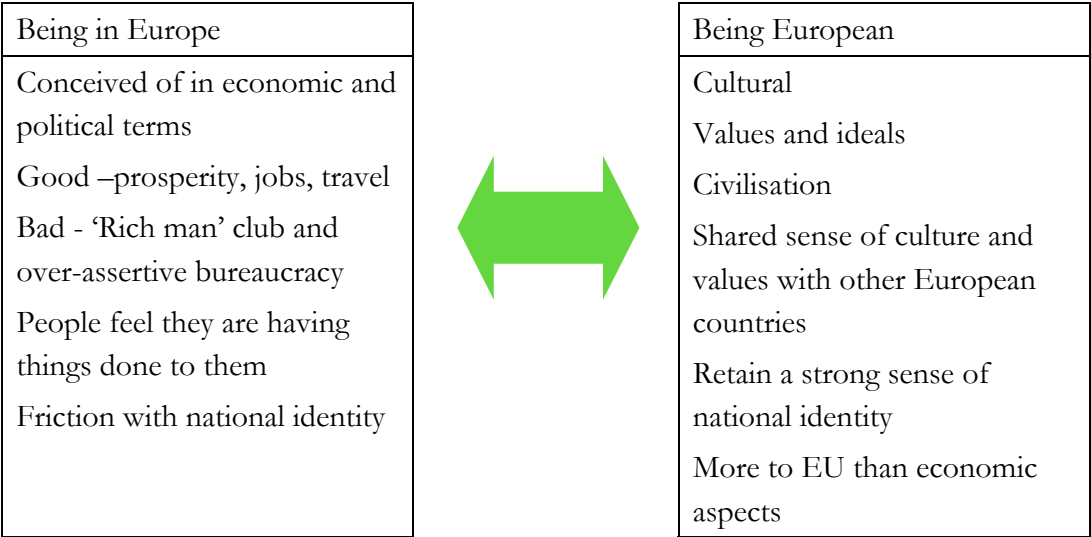 Being in Europe
Conceived of in economic and
political terms
Good –prosperity, jobs, travel
Bad - ‘Rich man’ club and
over-assertive bureaucracy
People feel they are having
things done to them
Friction with national identity
Being European
Cultural
Values and ideals
Civilisation
Shared sense of culture and
values with other European
countries
Retain a strong sense of
national identity
More to EU than economic
aspects